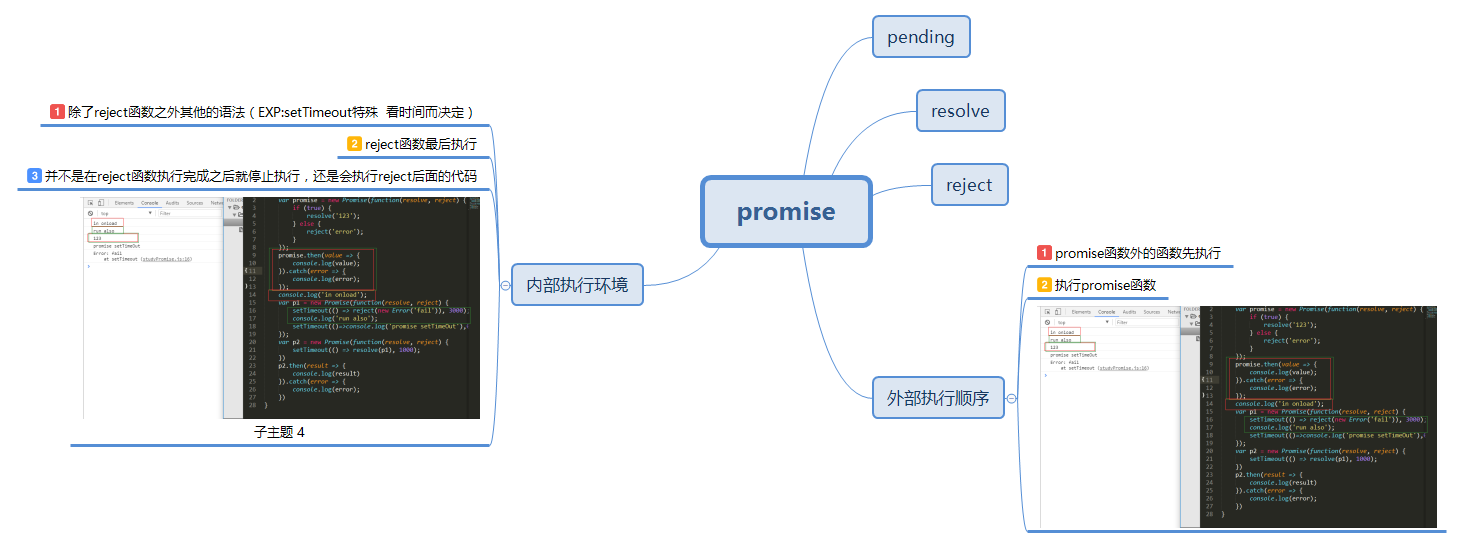 pending
resolve
reject
promise
内部执行环境
外部执行顺序
1 除了reject函数之外其他的语法（EXP:setTimeout特殊 看时间而决定）
2 reject函数最后执行
3 并不是在reject函数执行完成之后就停止执行，还是会执行reject后面的代码
Elements Console Audits Sources
top Filter
in onload
run also
123
promise setTimeOut
Error: fail
at setTimeout (studyPromise.ts:16)
2 var promise = new Promise(function(resolve, reject) {
3 if (true) {
4 resolve('123');
5 } else {
6 reject('error');
7 }
8 });
9 promise.then(value => {
10 console.log(value);
11 }).catch(error => {
12 console.log(error);
13 });
14 console.log('in onload');
15 var p1 = new Promise(function(resolve, reject) {
16 setTimeout(() => reject(new Error('fail')), 3000)
17 console.log('run also');
18 setTimeout(()=>console.log('promise setTimeOut'),
19 });
20 var p2 = new Promise(function(resolve, reject) {
21 setTimeout(() => resolve(p1), 1000);
22 })
23 p2.then(result => {
24 console.log(result)
25 }).catch(error => {
26 console.log(error);
27 })
28 }
子主题 4
1 promise函数外的函数先执行
2 执行promise函数
Elements Console Audits Sources
top Filter
in onload
run also
123
promise setTimeOut
Error: fail
at setTimeout (studyPromise.ts:16)
2 var promise = new Promise(function(resolve, reject) {
3 if (true) {
4 resolve('123');
5 } else {
6 reject('error');
7 }
8 });
9 promise.then(value => {
10 console.log(value);
11 }).catch(error => {
12 console.log(error);
13 });
14 console.log('in onload');
15 var p1 = new Promise(function(resolve, reject) {
16 setTimeout(() => reject(new Error('fail')), 3000)
17 console.log('run also');
18 setTimeout(()=>console.log('promise setTimeOut'),
19 });
20 var p2 = new Promise(function(resolve, reject) {
21 setTimeout(() => resolve(p1), 1000);
22 })
23 p2.then(result => {
24 console.log(result)
25 }).catch(error => {
26 console.log(error);
27 })
28 }